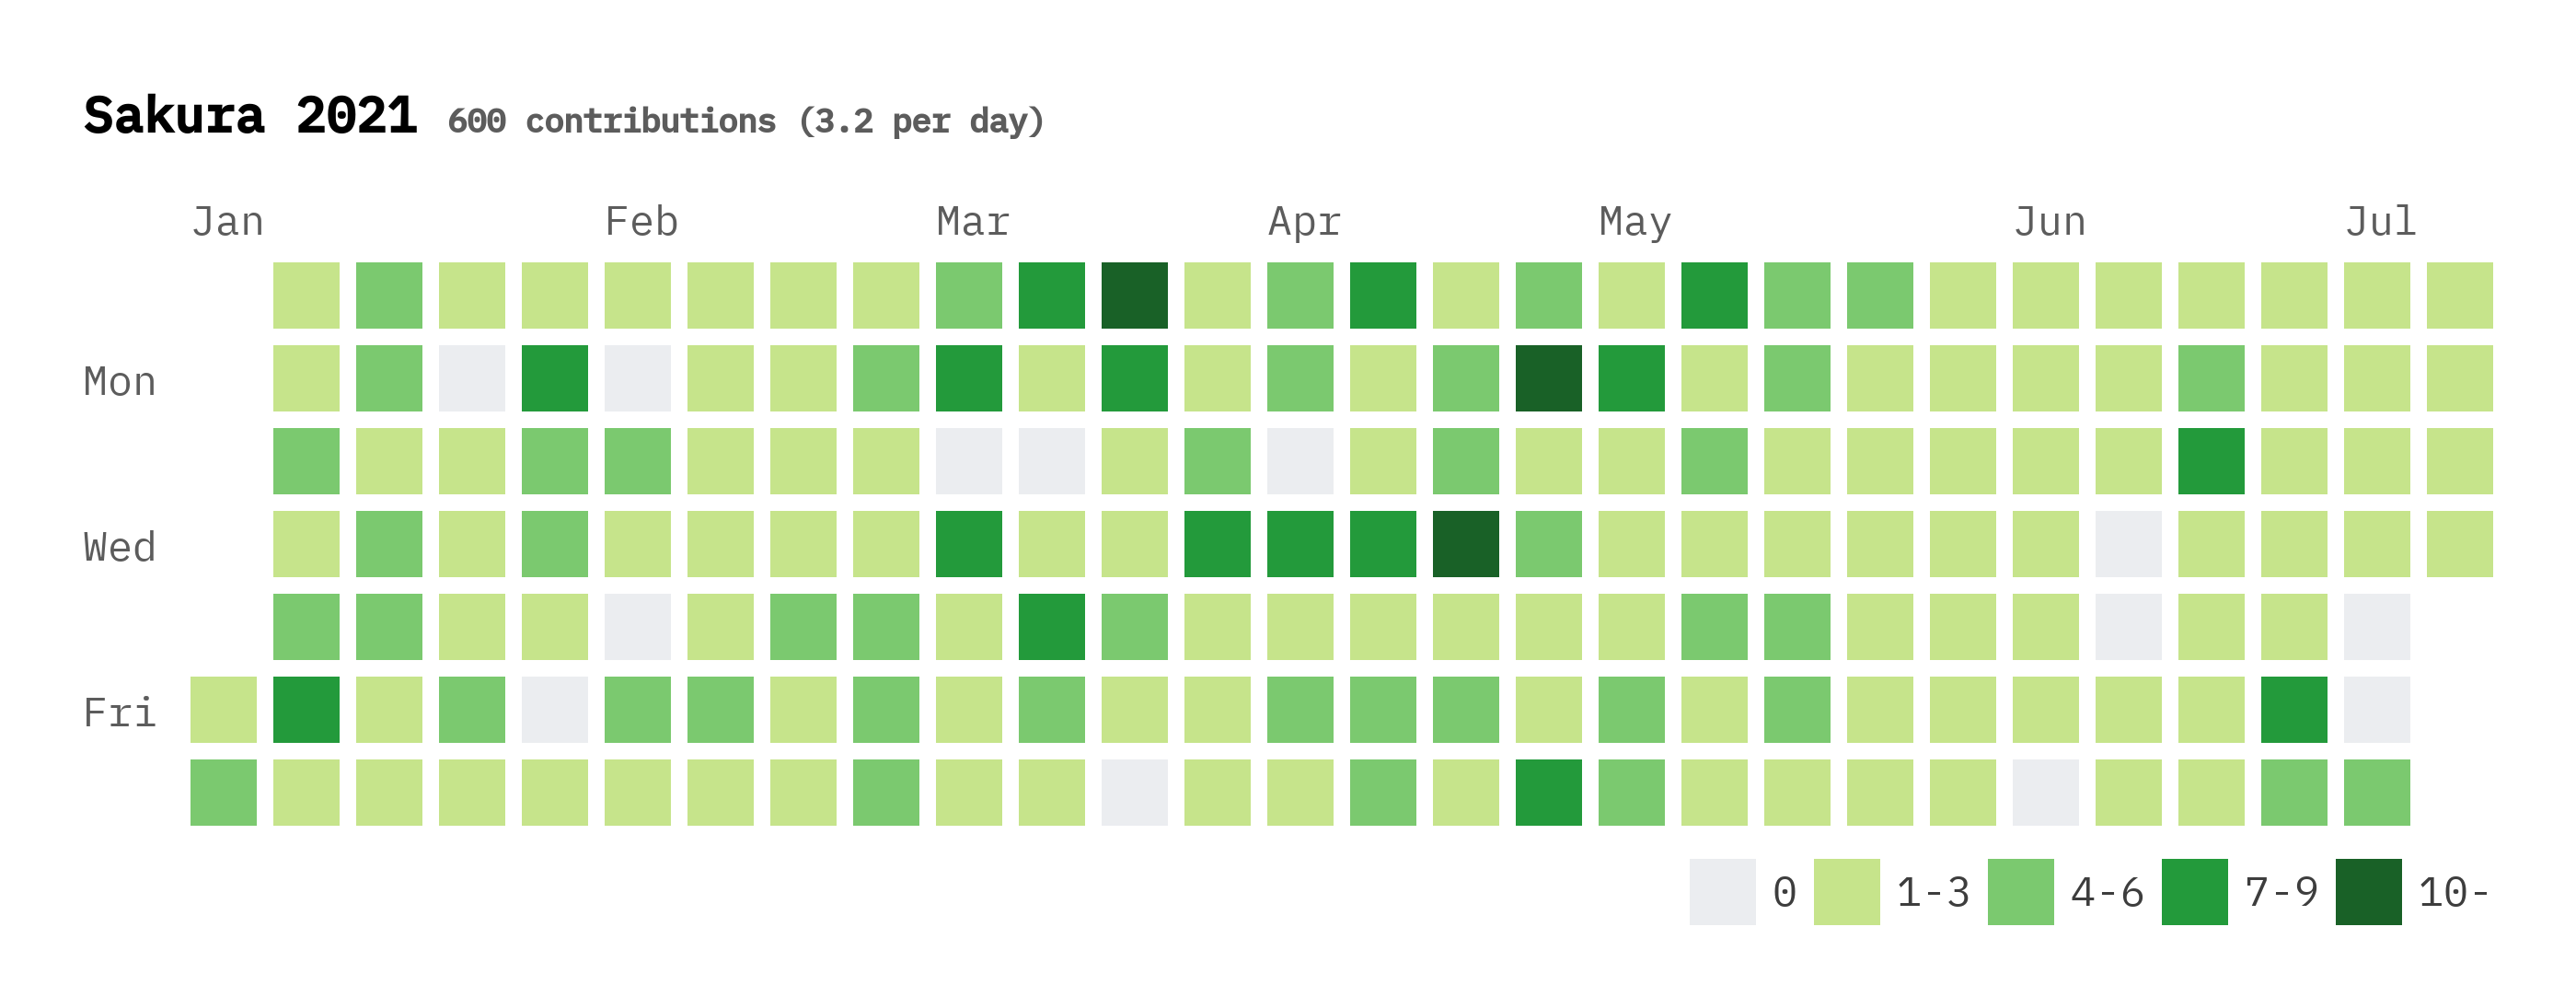 Sakura 2021 600 contributions (3.2 per day)
Jan Feb Mar Apr May Jun Jul
Mon
Wed
Fri
0 1-3 4-6 7-9 10-